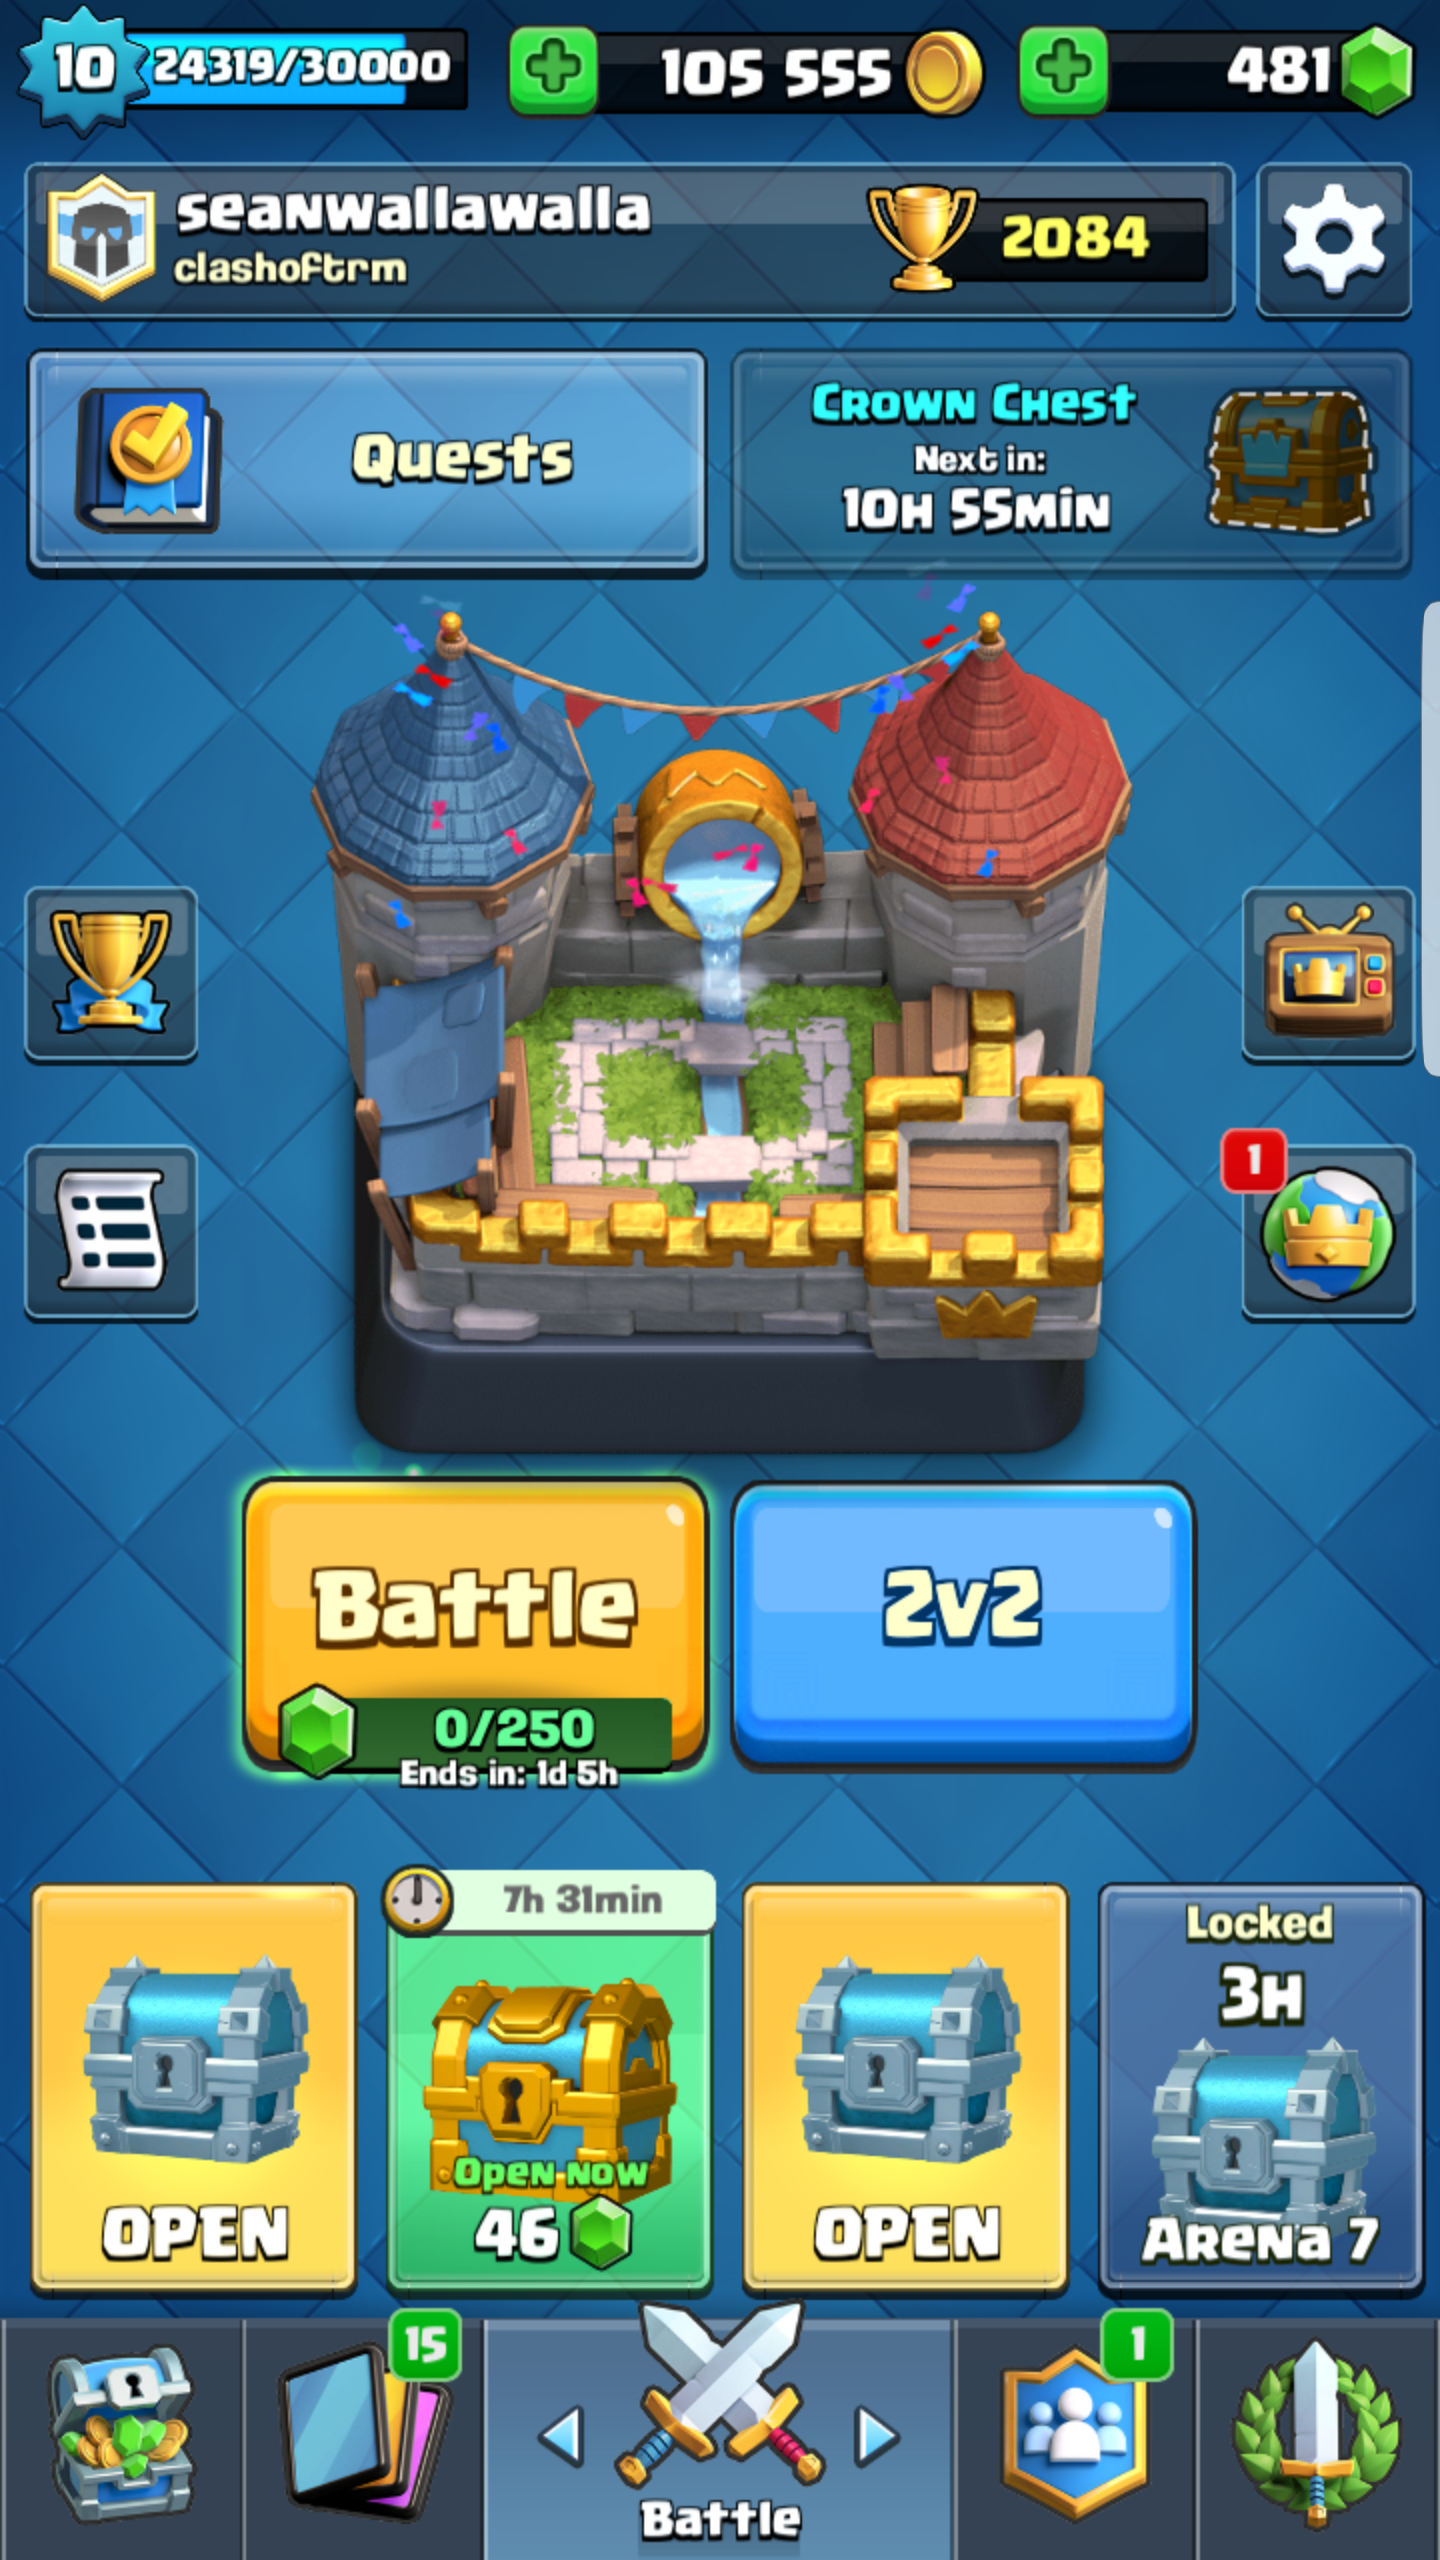 10
24319/30000
105 555
481
seanwallawalla
clashoftrm
2084
Quests
Crown Chest
Next in:
10H 55MIN
1
Battle
0/250
Ends in: 1d 5h
2v2
OPEN
7h 31min
Open now
46
OPEN
Locked
3H
Arena 7
15
Battle
1